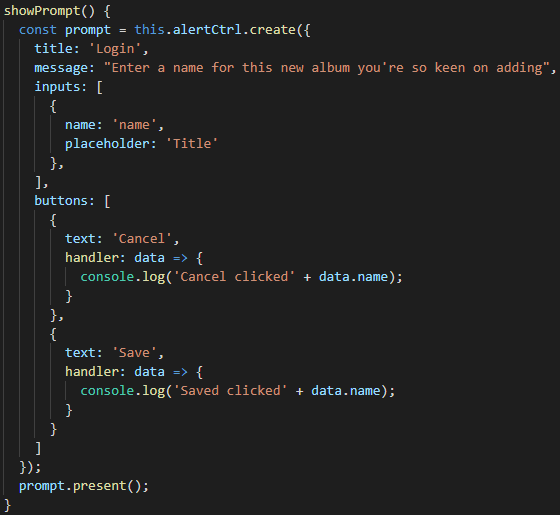 showPrompt() {
  const prompt = this.alertCtrl.create({
    title: 'Login',
    message: "Enter a name for this new album you're so keen on adding",
    inputs: [
      {
        name: 'name',
        placeholder: 'Title'
      },
    ],
    buttons: [
      {
        text: 'Cancel',
        handler: data => {
          console.log('Cancel clicked' + data.name);
        }
      },
      {
        text: 'Save',
        handler: data => {
          console.log('Saved clicked' + data.name);
        }
      }
    ]
  });
  prompt.present();
}